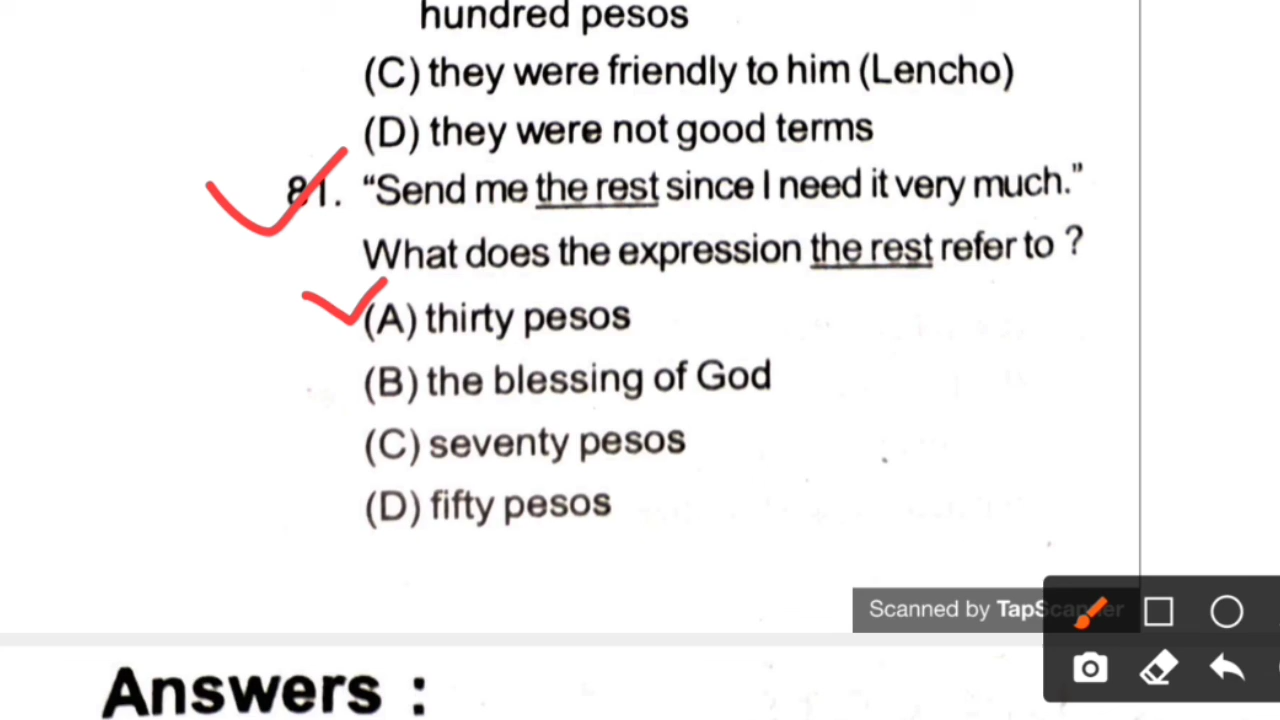 hundred pesos
(C) they were friendly to him (Lencho)
(D) they were not good terms
81. “Send me the rest since I need it very much.”
What does the expression the rest refer to ?
(A) thirty pesos
(B) the blessing of God
(C) seventy pesos
(D) fifty pesos
Scanned by TapScanner
Answers :